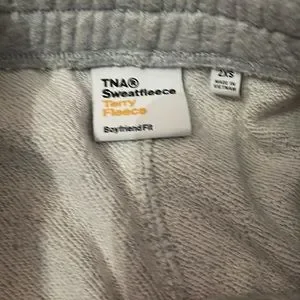 TNA®
Sweatfleece
Terry
Fleece
Boyfriend Fit
2XS
MADE IN
VIETNAM